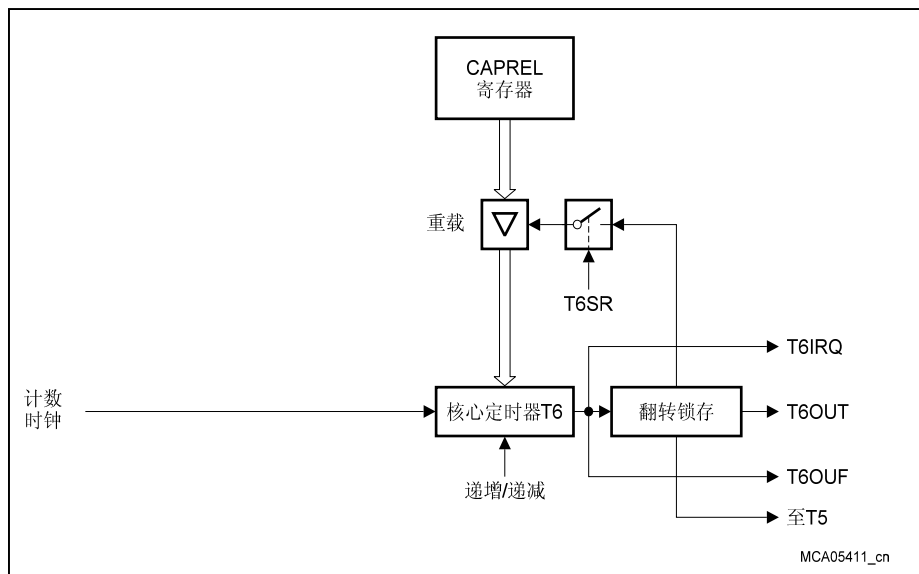 CAPREL
寄存器
重载
T6SR
T6IRQ
计数
时钟
核心定时器T6
翻转锁存
T6OUT
递增/递减
T6OUF
至T5
MCA05411_cn